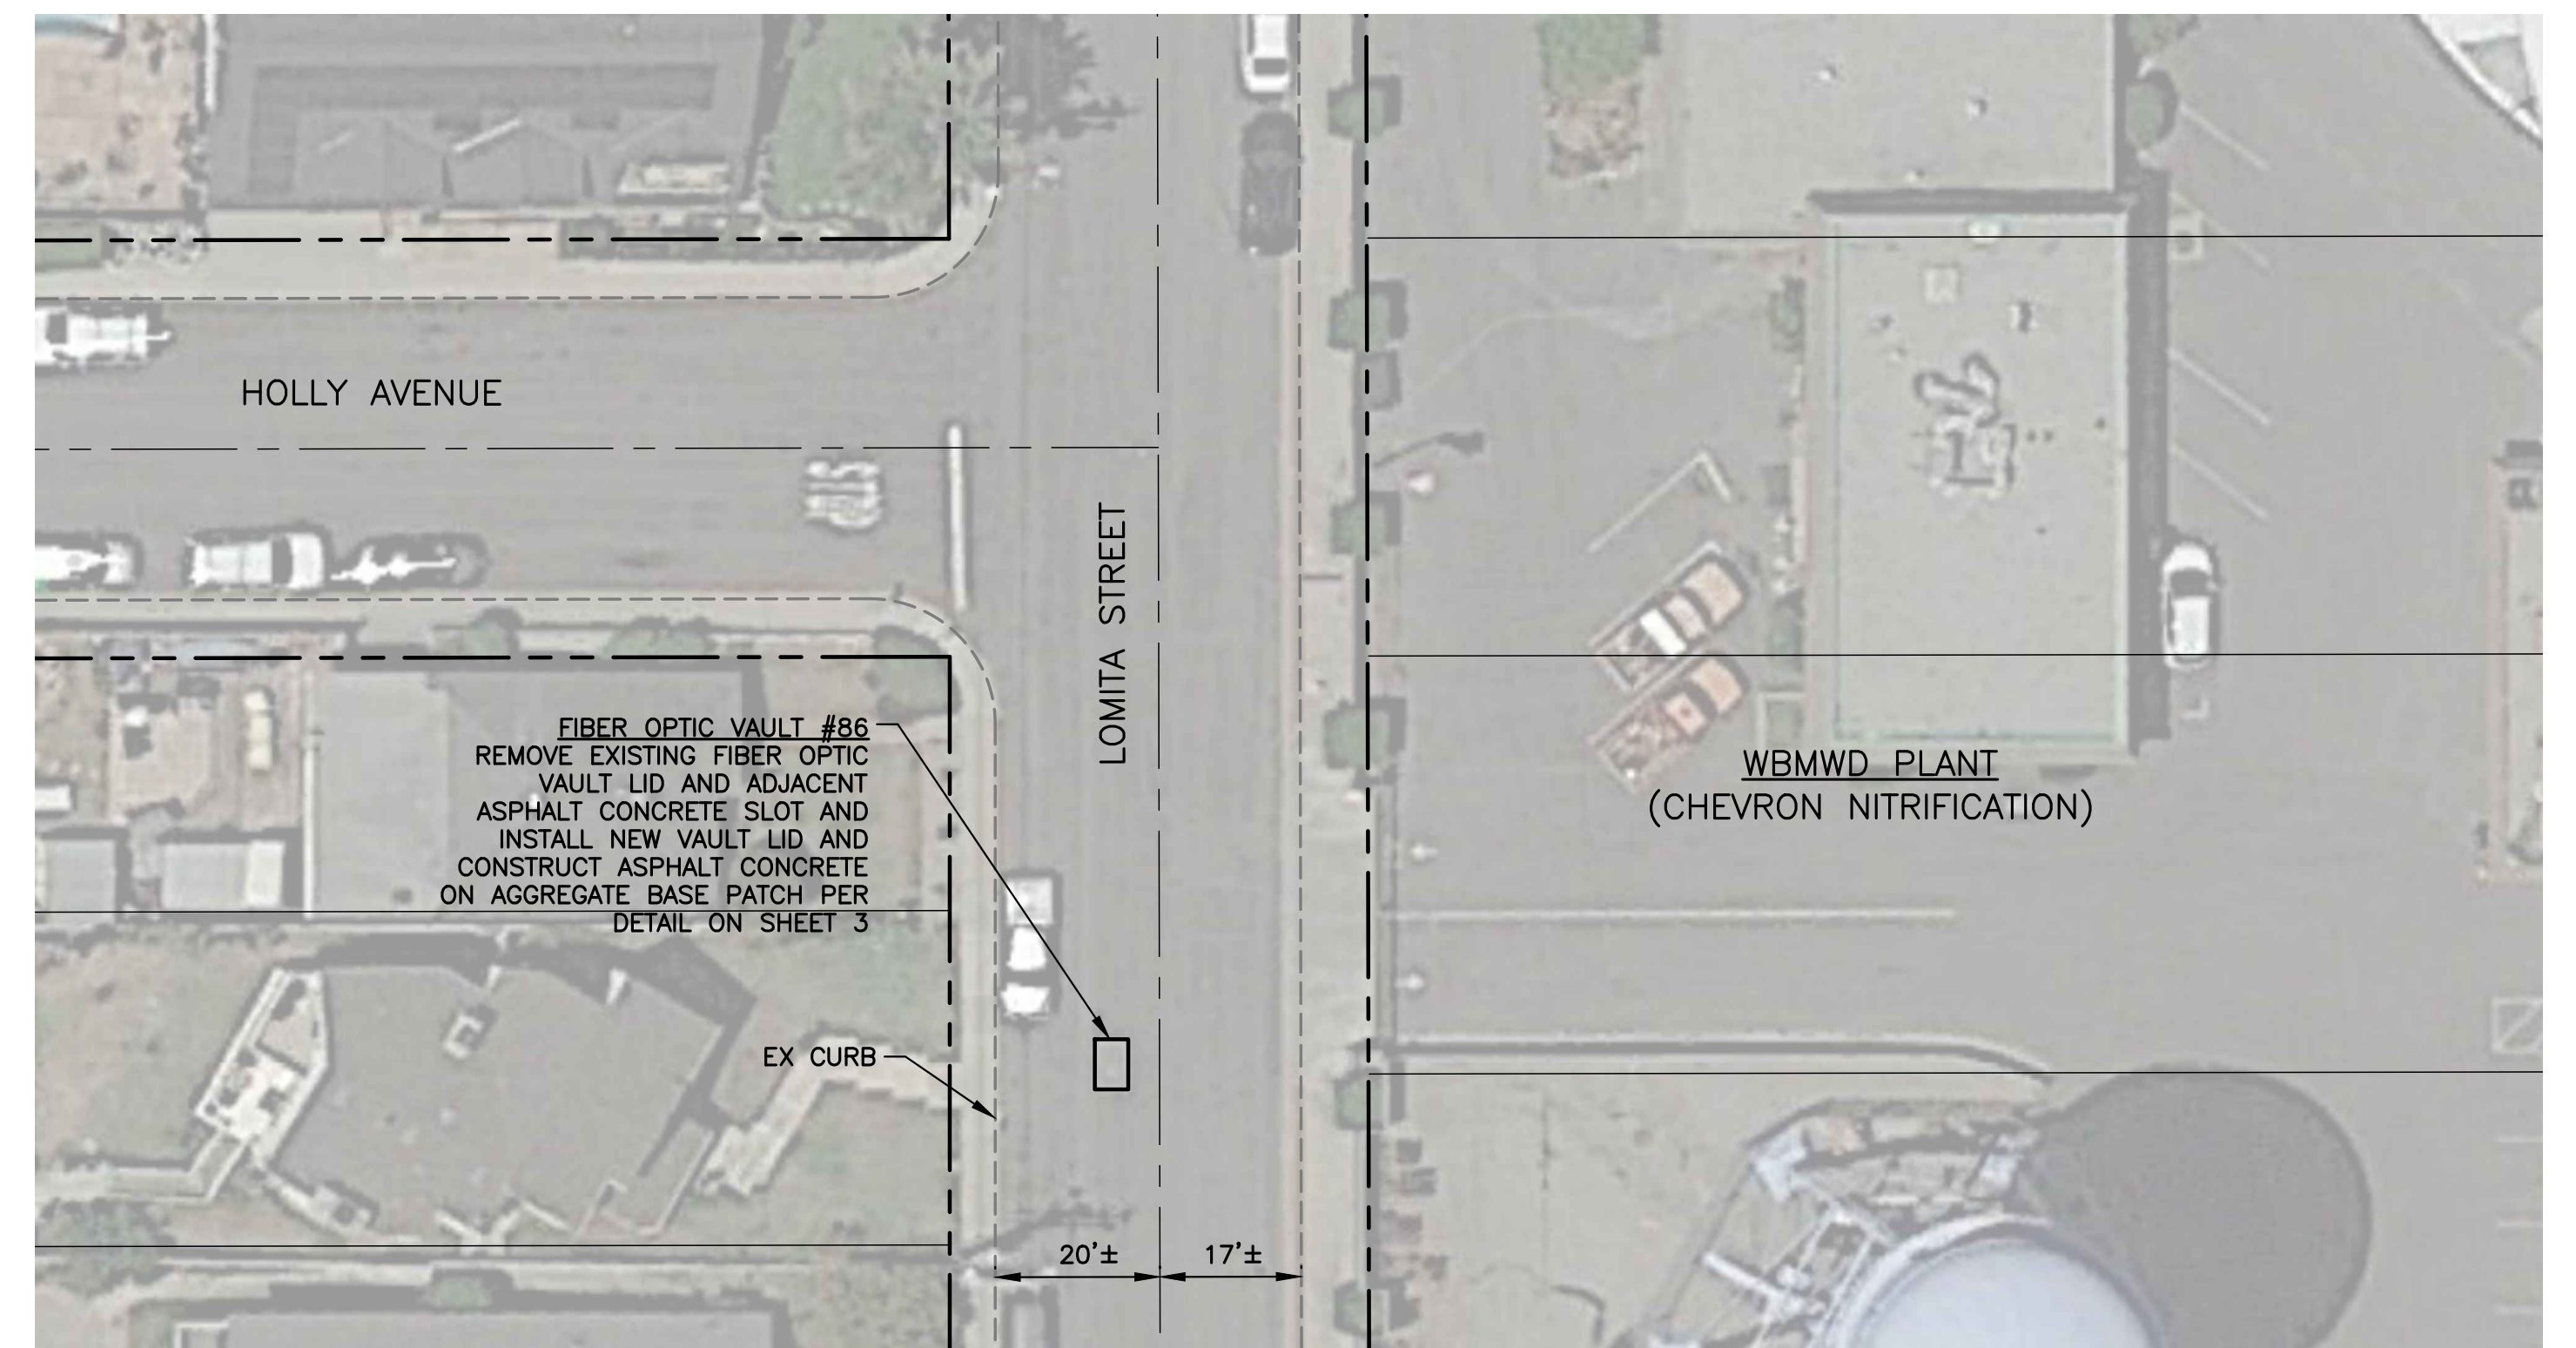 HOLLY AVENUE
LOMITA STREET
FIBER OPTIC VAULT #86
REMOVE EXISTING FIBER OPTIC
VAULT LID AND ADJACENT
ASPHALT CONCRETE SLOT AND
INSTALL NEW VAULT LID AND
CONSTRUCT ASPHALT CONCRETE
ON AGGREGATE BASE PATCH PER
DETAIL ON SHEET 3
WBMWD PLANT
(CHEVRON NITRIFICATION)
EX CURB
20'±
17'±